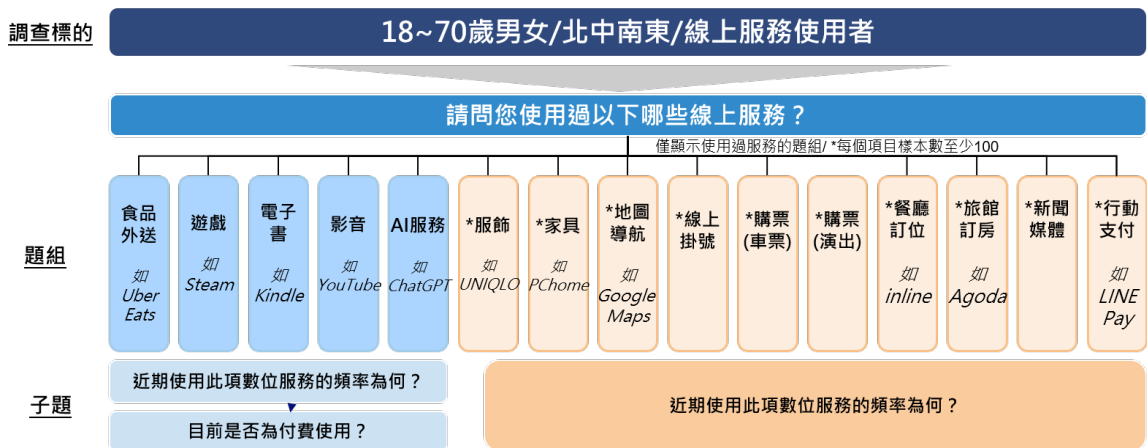 調查標的
18~70歲男女/北中南東/線上服務使用者
請問您使用過以下哪些線上服務？
僅顯示使用過服務的題組/ *每個項目樣本數至少100
題組
食品
外送
如
Uber
Eats
遊戲
如
Steam
電子
書
如
Kindle
影音
如
YouTube
AI服務
如
ChatGPT
*服飾
如
UNIQLO
*家具
如
PChome
*地圖
導航
如
Google
Maps
*線上
掛號
*購票
(車票)
*購票
(演出)
*餐廳
訂位
如
inline
*旅館
訂房
如
Agoda
*新聞
媒體
*行動
支付
如
LINE
Pay
子題
近期使用此項數位服務的頻率為何？
目前是否為付費使用？
近期使用此項數位服務的頻率為何？